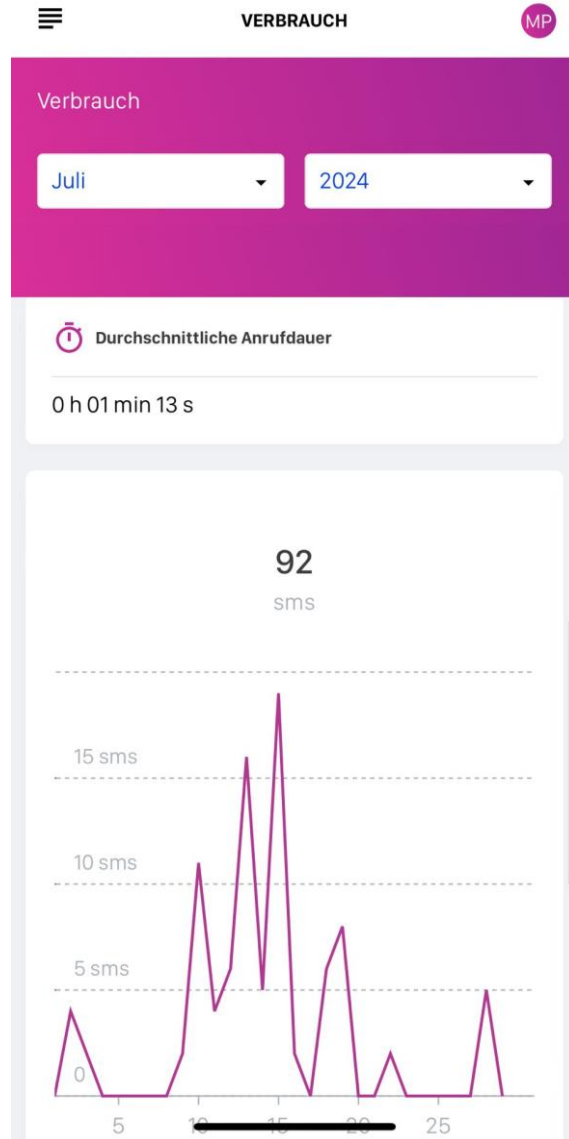 VERBRAUCH
MP
Verbrauch
Juli
2024
Durchschnittliche Anrufdauer
0 h 01 min 13 s
92
sms
15 sms
10 sms
5 sms
0
5 10 15 20 25